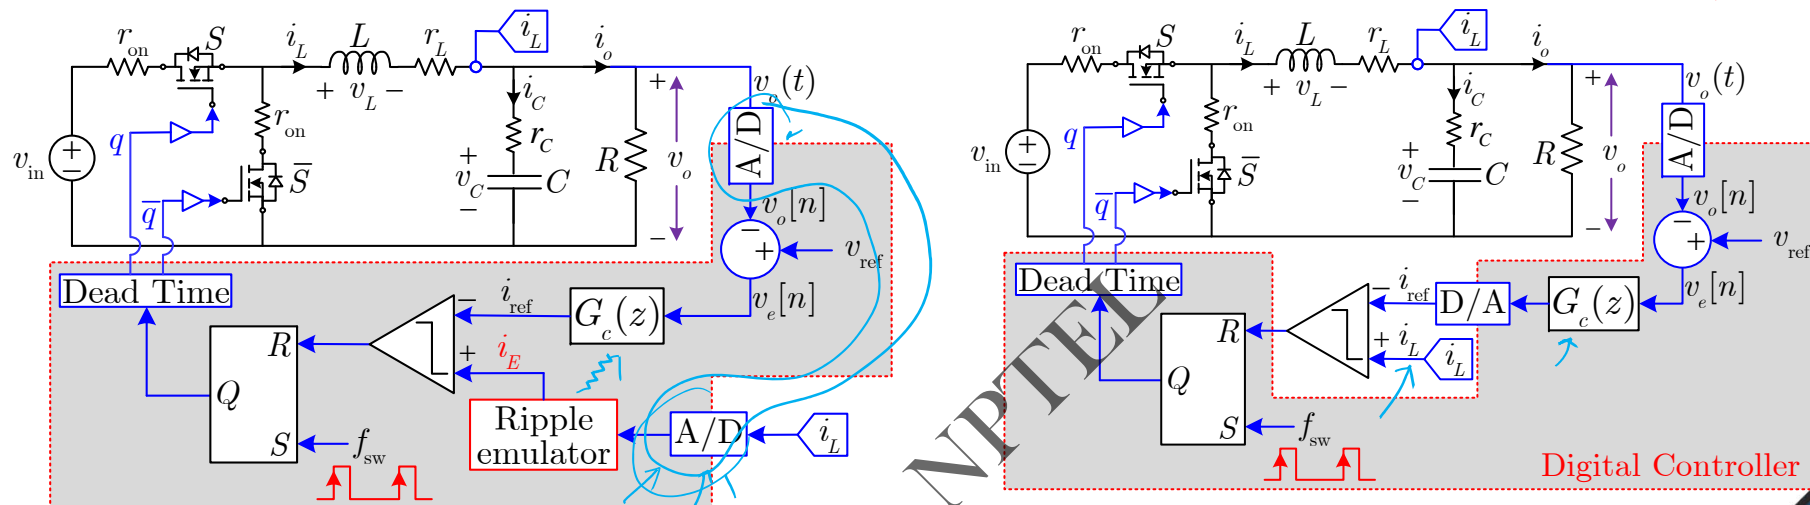 r_on S i_L L r_L i_L i_o
+ v_L −
v_o(t)
i_C
A/D
q r_on r_C
v_in + − + v_C − C R + v_o −
S̅
q̅
v_o[n]
− +
v_ref
v_e[n]
Dead Time
i_ref
G_c(z)
−
+
i_E
R
Q
S
f_sw
Ripple
emulator
A/D
i_L
r_on S i_L L r_L i_L i_o
+ v_L −
v_o(t)
i_C
A/D
q r_on r_C
v_in + − + v_C − C R + v_o −
S̅
q̅
v_o[n]
− +
v_ref
v_e[n]
Dead Time
i_ref
D/A
G_c(z)
−
+ i_L
i_L
R
Q
S
f_sw
NPTEL
Digital Controller